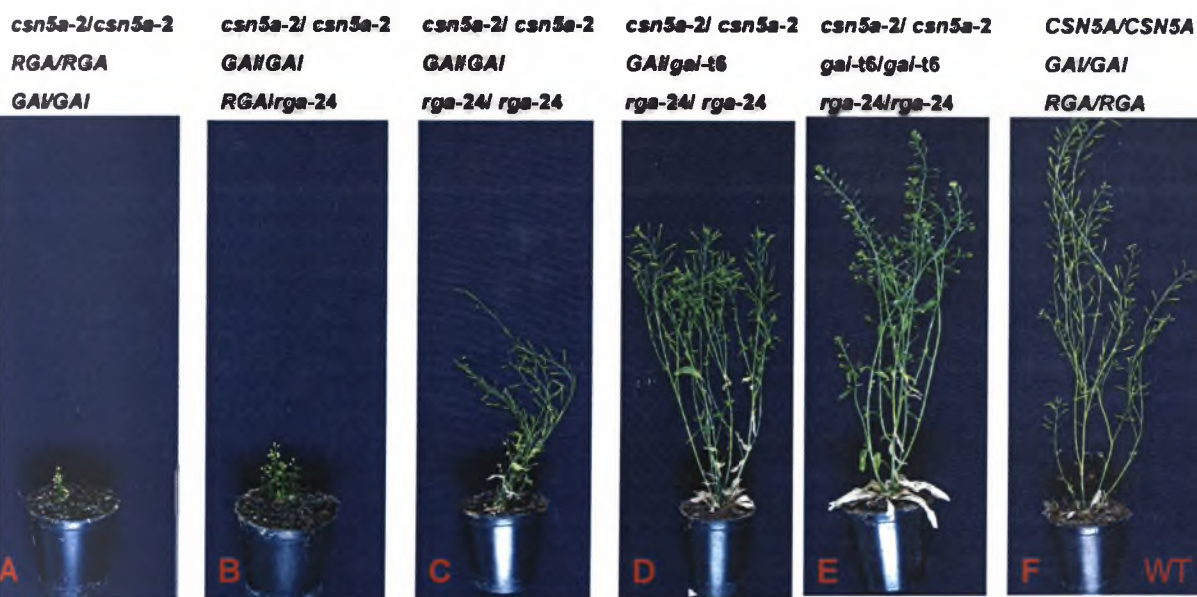 csn5a-2/csn5a-2
RGA/RGA
GAI/GAI
csn5a-2/ csn5a-2
GAI/GAI
RGA/rga-24
csn5a-2/ csn5a-2
GAI/GAI
rga-24/ rga-24
csn5a-2/ csn5a-2
GAI/gai-t6
rga-24/ rga-24
csn5a-2/ csn5a-2
gai-t6/gai-t6
rga-24/rga-24
CSN5A/CSN5A
GAI/GAI
RGA/RGA
A
B
C
D
E
F WT